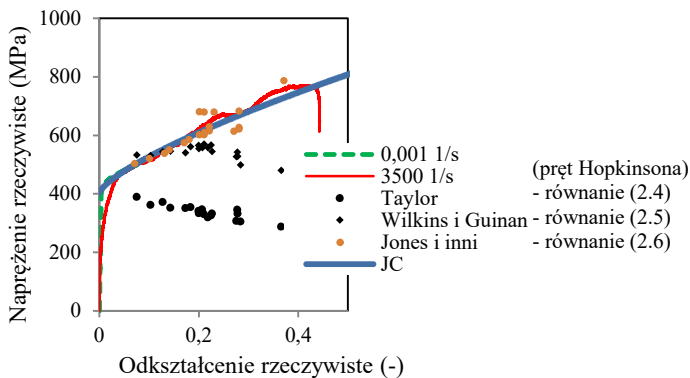 1000
800
600
400
200
0
0
0,2
0,4
Naprężenie rzeczywiste (MPa)
Odkształcenie rzeczywiste (-)
0,001 1/s
3500 1/s (pręt Hopkinsona)
Taylor - równanie (2.4)
Wilkins i Guinan - równanie (2.5)
Jones i inni - równanie (2.6)
JC